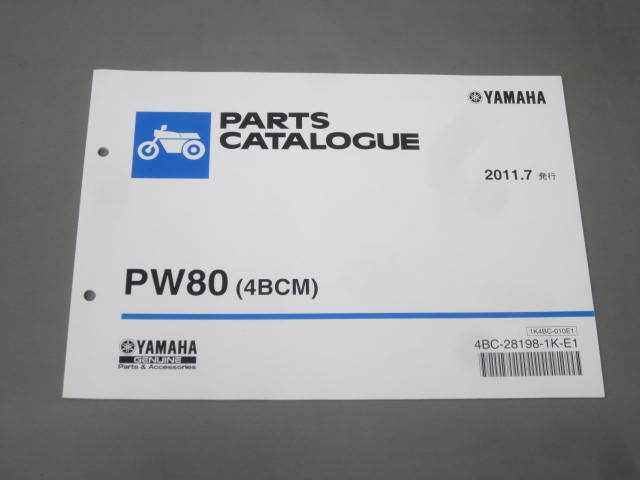 YAMAHA
PARTS
CATALOGUE
2011.7 発行
PW80 (4BCM)
1K4BC-010E1
4BC-28198-1K-E1
YAMAHA
GENUINE
Parts & Accessories